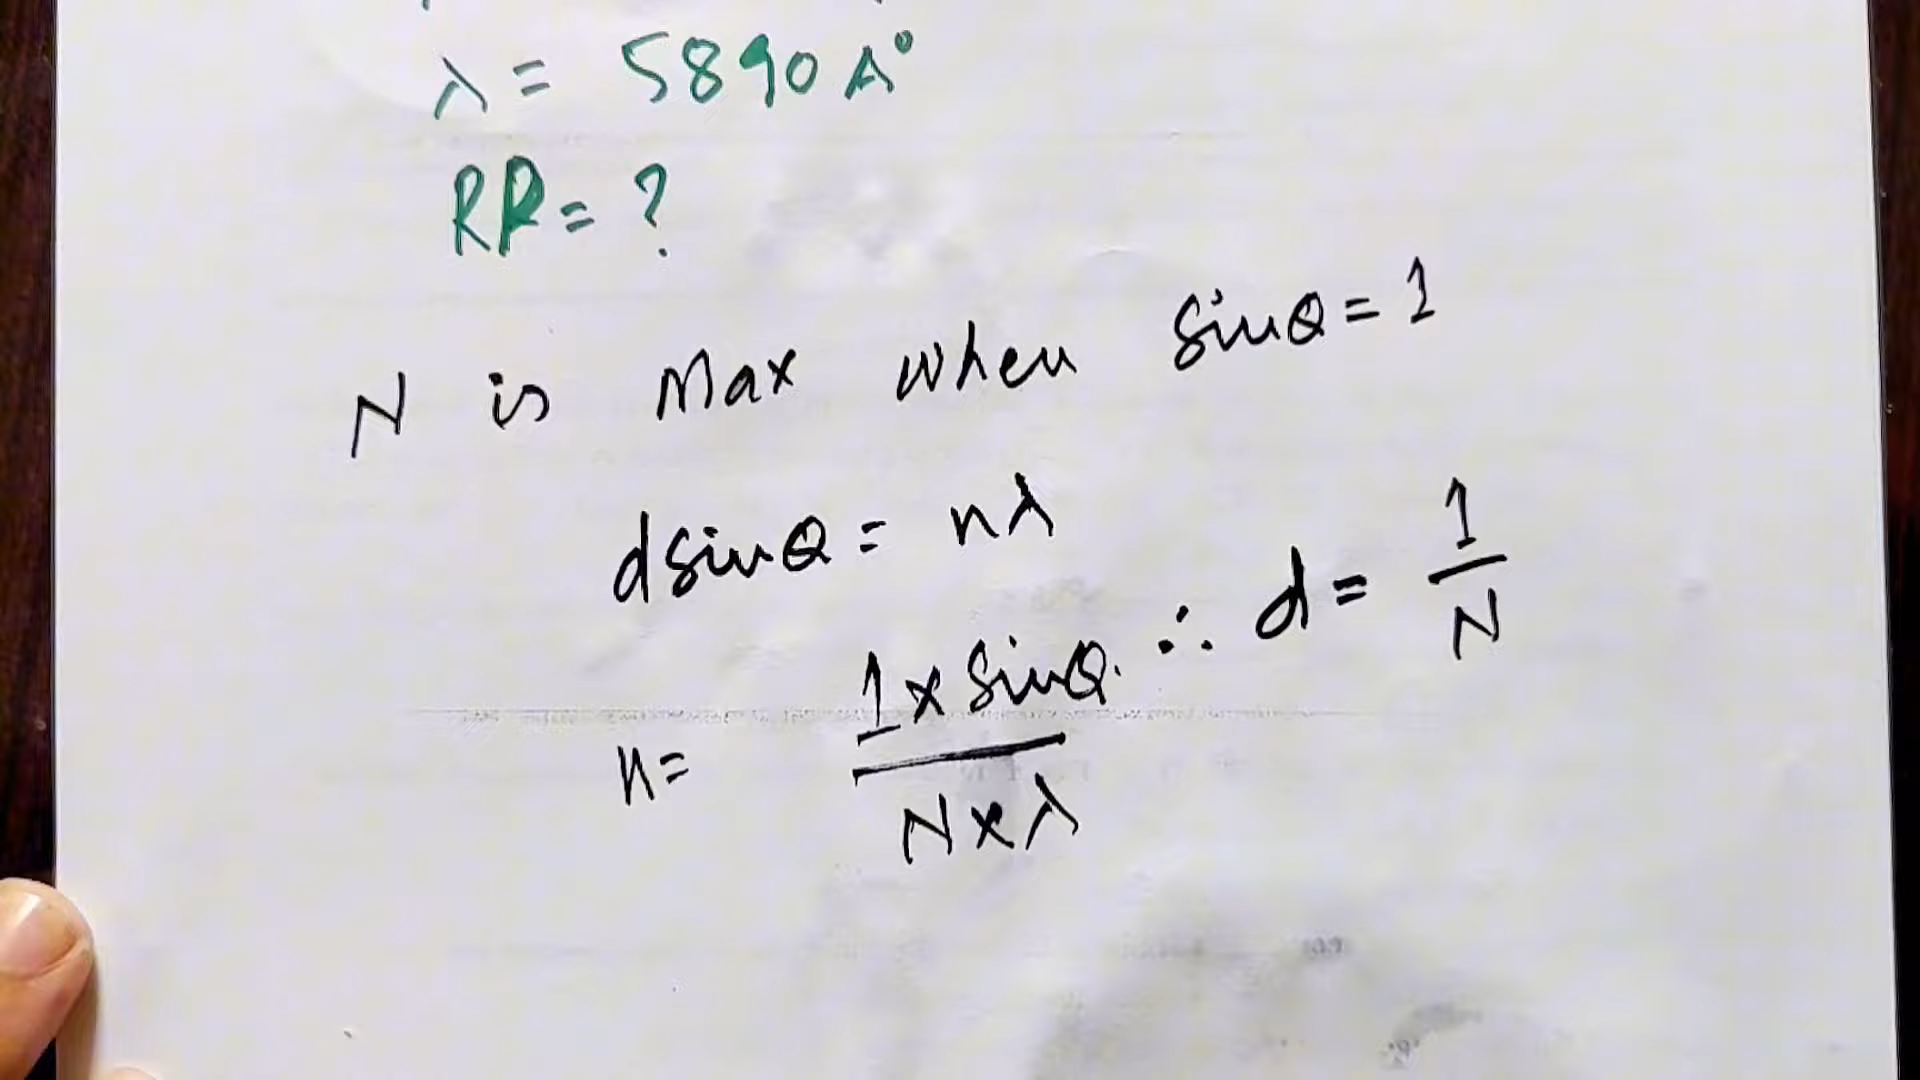 λ = 5890 A°
RP = ?
N is Max when sinθ = 1
dsinθ = nλ
∴ d = 1/N
n = 1 x sinθ / N x λ